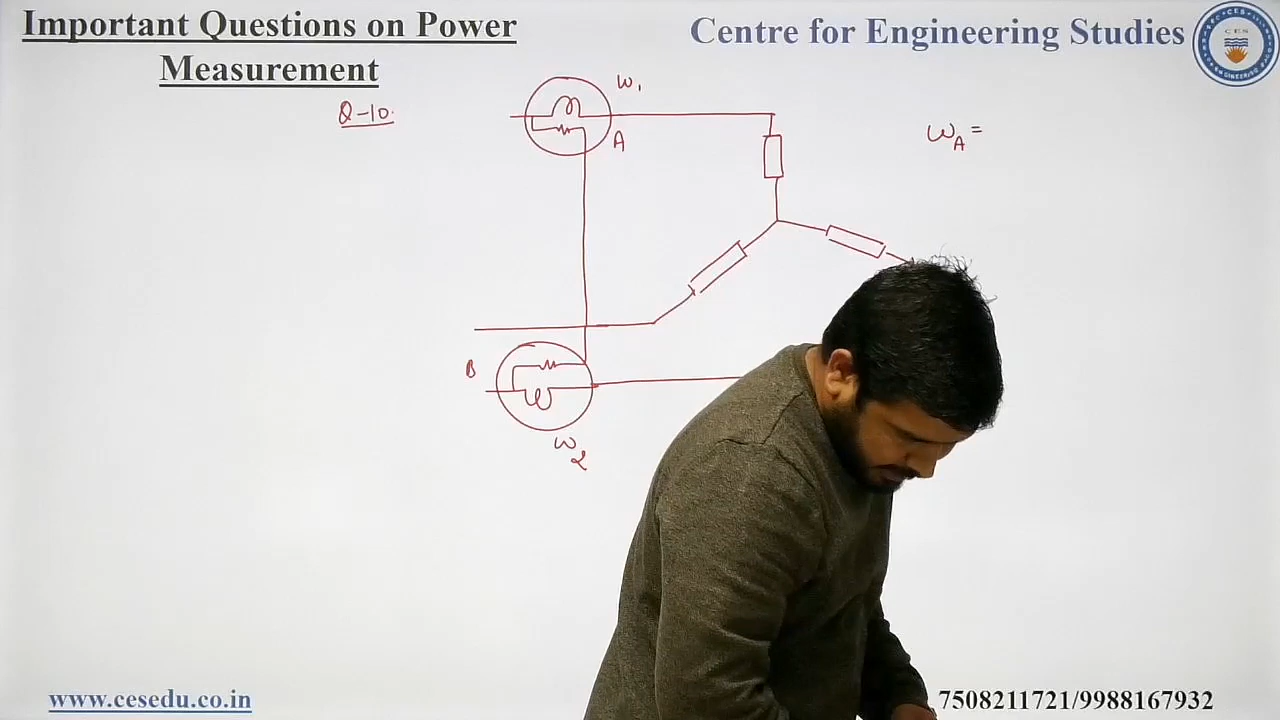 Important Questions on Power
Measurement
Centre for Engineering Studies
CES
Q-10.
W1
A
WA =
B
W2
www.cesedu.co.in
7508211721/9988167932